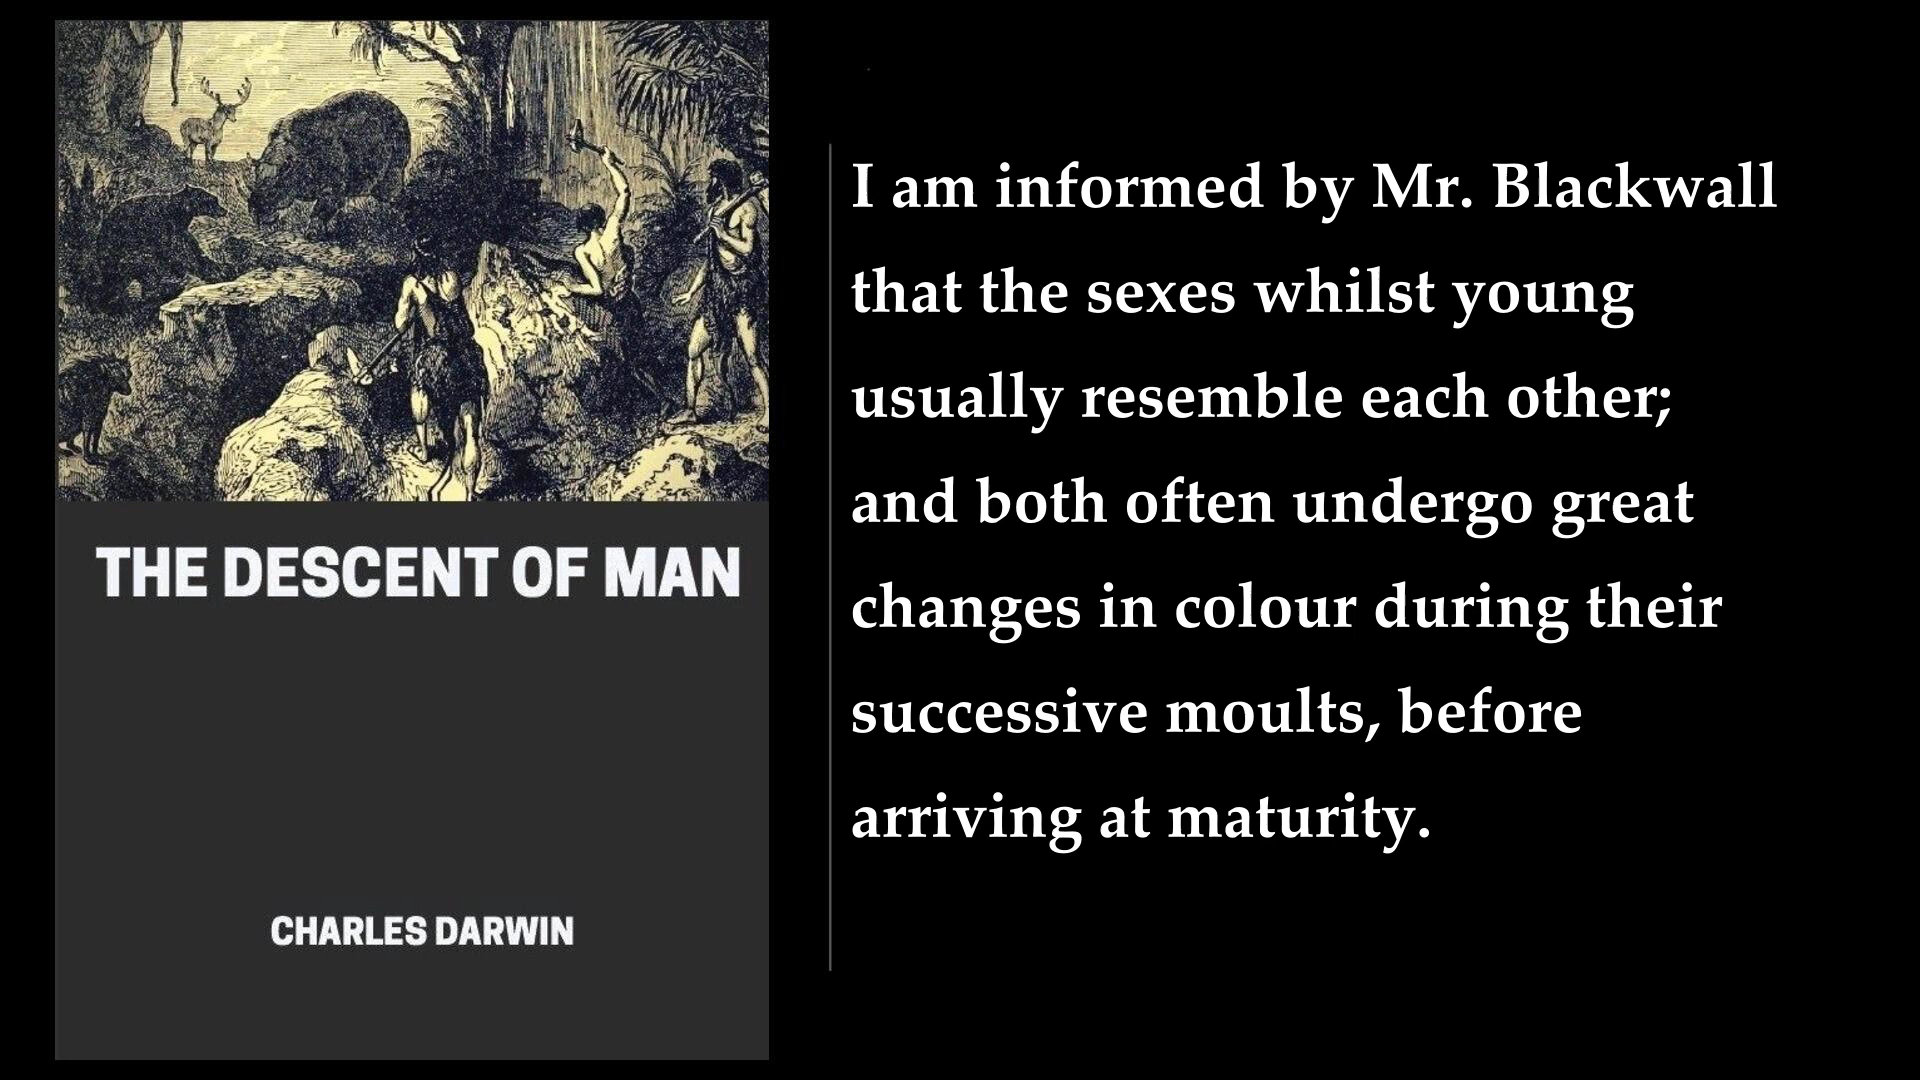 THE DESCENT OF MAN
CHARLES DARWIN
I am informed by Mr. Blackwall
that the sexes whilst young
usually resemble each other;
and both often undergo great
changes in colour during their
successive moults, before
arriving at maturity.